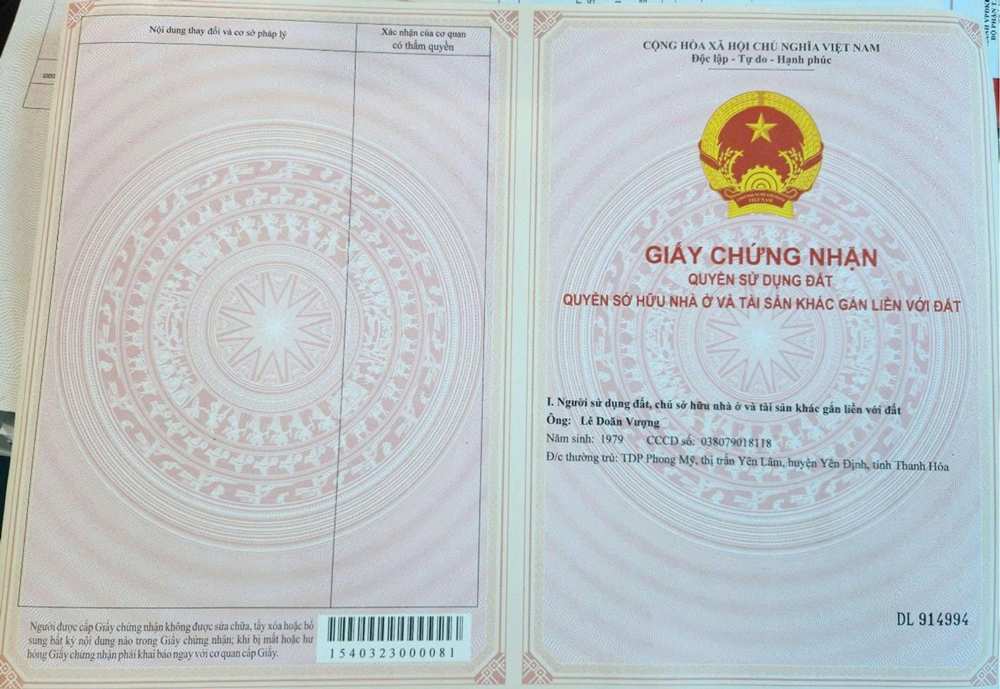 Nội dung thay đổi và cơ sở pháp lý
Xác nhận của cơ quan
có thẩm quyền
Người được cấp Giấy chứng nhận không được sửa chữa, tẩy xóa hoặc bổ
sung bất kỳ nội dung nào trong Giấy chứng nhận; khi bị mất hoặc hư
hỏng Giấy chứng nhận phải khai báo ngay với cơ quan cấp Giấy.
1540323000081
CỘNG HÒA XÃ HỘI CHỦ NGHĨA VIỆT NAM
Độc lập - Tự do - Hạnh phúc
VIỆT NAM
GIẤY CHỨNG NHẬN
QUYỀN SỬ DỤNG ĐẤT
QUYỀN SỞ HỮU NHÀ Ở VÀ TÀI SẢN KHÁC GẮN LIỀN VỚI ĐẤT
I. Người sử dụng đất, chủ sở hữu nhà ở và tài sản khác gắn liền với đất
Ông: Lê Doãn Vượng
Năm sinh: 1979 CCCD số: 038079018118
Đ/c thường trú: TDP Phong Mỹ, thị trấn Yên Lâm, huyện Yên Định, tỉnh Thanh Hóa
DL 914994